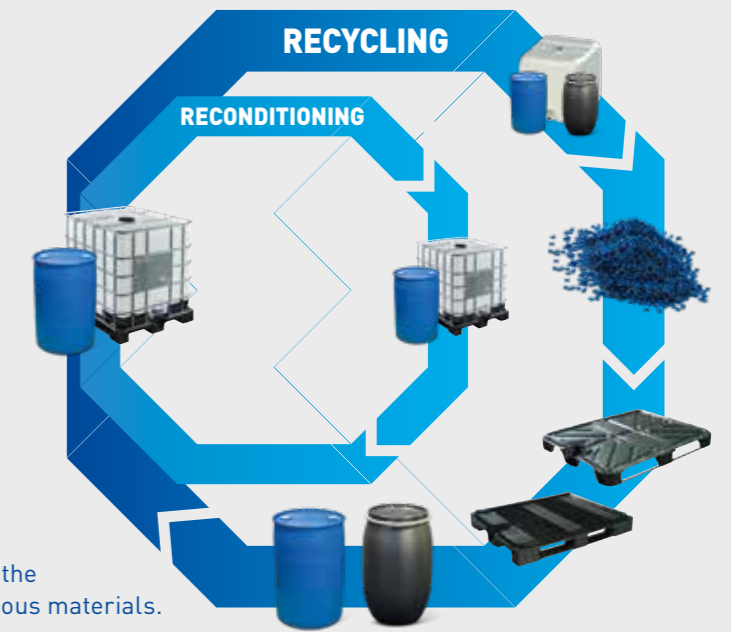 RECYCLING
RECONDITIONING
the
ous materials.